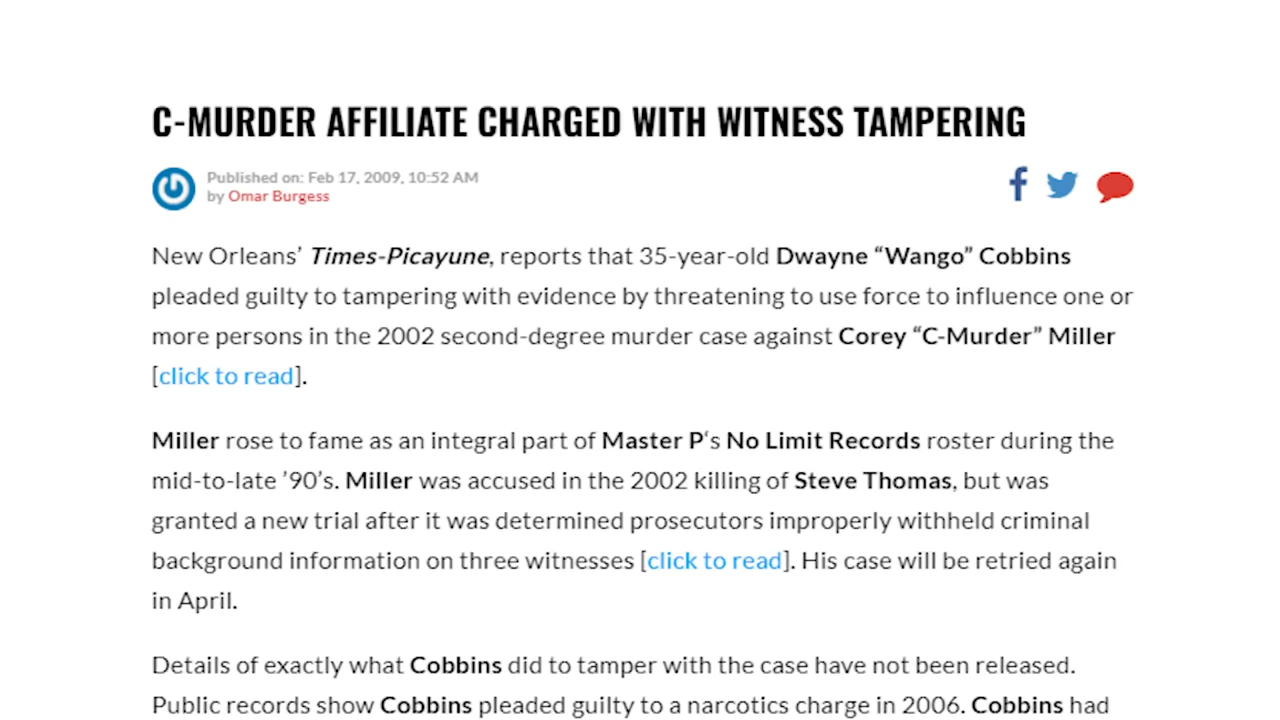 C-MURDER AFFILIATE CHARGED WITH WITNESS TAMPERING
Published on: Feb 17, 2009, 10:52 AM
by Omar Burgess
New Orleans’ Times-Picayune, reports that 35-year-old Dwayne “Wango” Cobbins
pleaded guilty to tampering with evidence by threatening to use force to influence one or
more persons in the 2002 second-degree murder case against Corey “C-Murder” Miller
[click to read].
Miller rose to fame as an integral part of Master P‘s No Limit Records roster during the
mid-to-late ’90’s. Miller was accused in the 2002 killing of Steve Thomas, but was
granted a new trial after it was determined prosecutors improperly withheld criminal
background information on three witnesses [click to read]. His case will be retried again
in April.
Details of exactly what Cobbins did to tamper with the case have not been released.
Public records show Cobbins pleaded guilty to a narcotics charge in 2006. Cobbins had